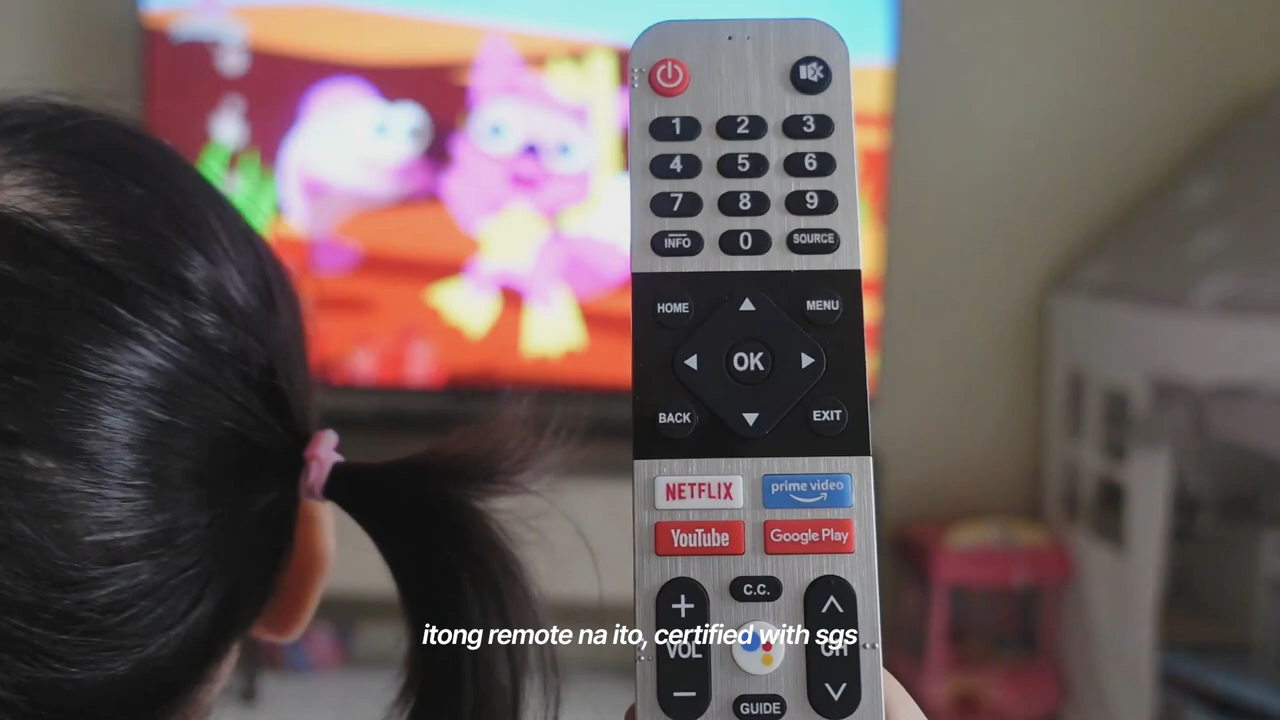 1 2 3
4 5 6
7 8 9
INFO 0 SOURCE
HOME MENU
OK
BACK EXIT
NETFLIX prime video
YouTube Google Play
C.C.
itong remote na ito, certified with sgs
VOL CH
GUIDE